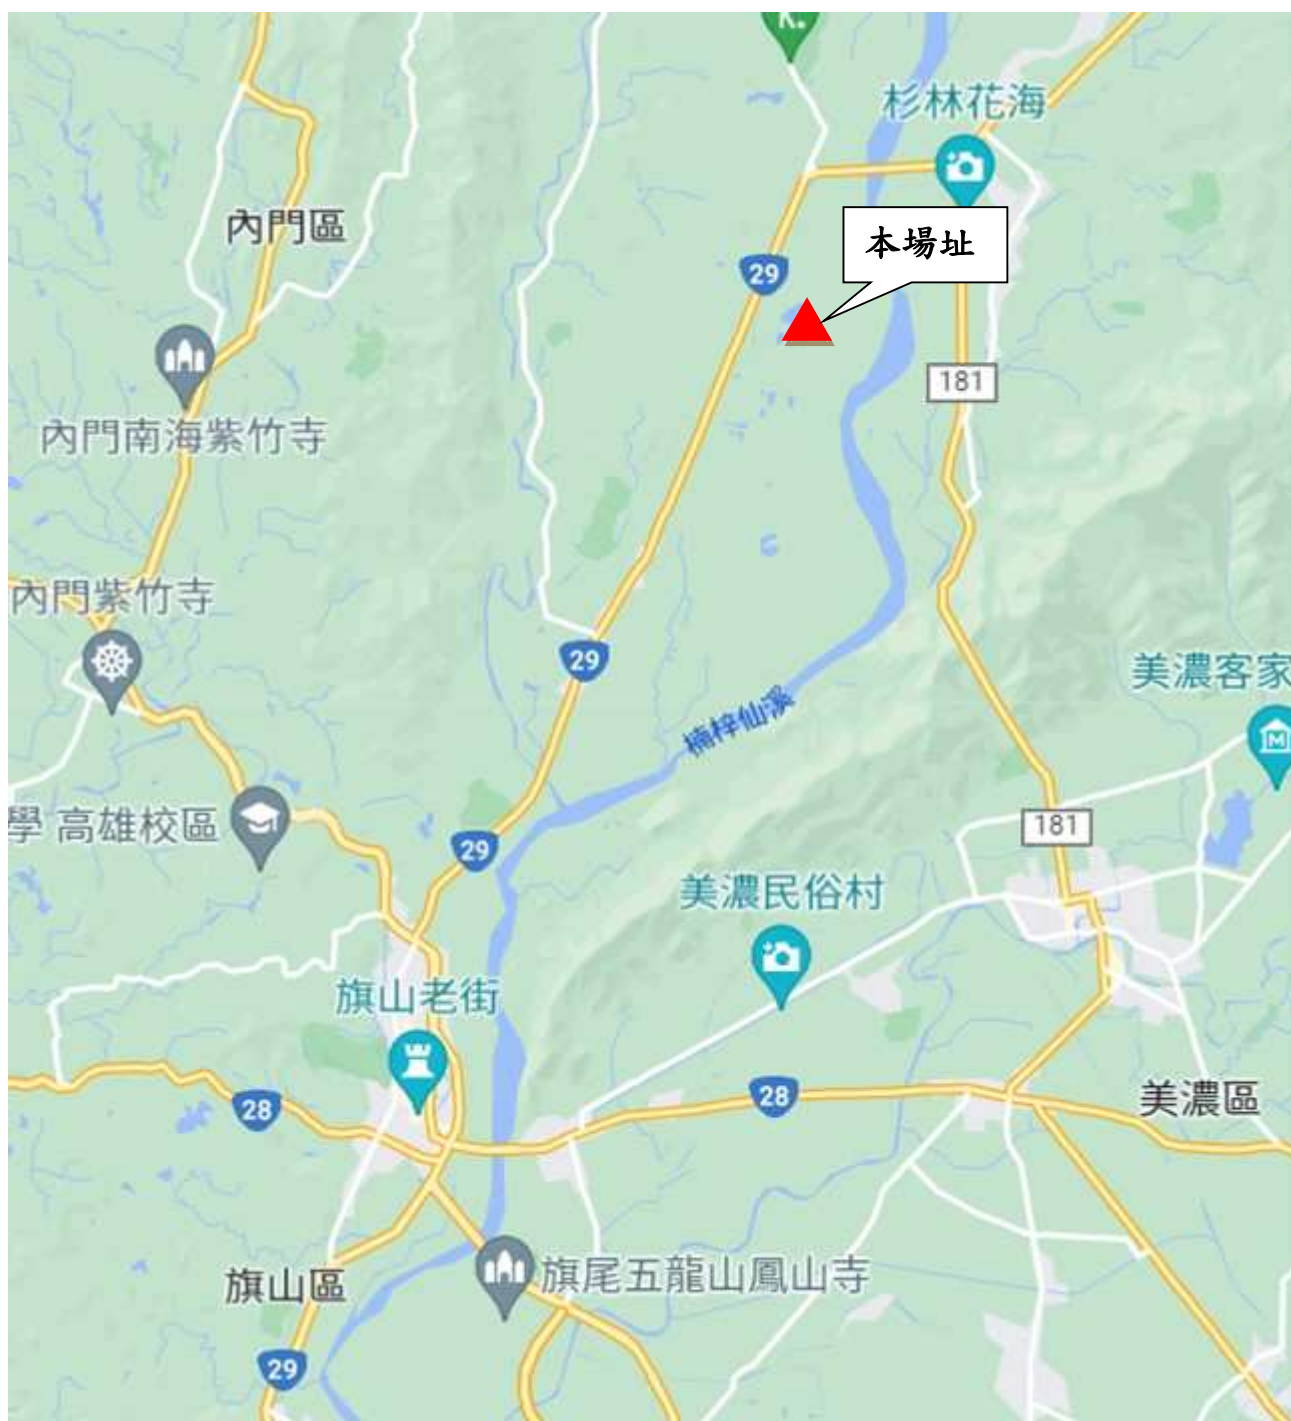 K.
杉林花海
內門區
本場址
29
181
內門南海紫竹寺
內門紫竹寺
29
美濃客家
楠梓仙溪
學 高雄校區
181
29
美濃民俗村
旗山老街
28
28
美濃區
旗山區
旗尾五龍山鳳山寺
29